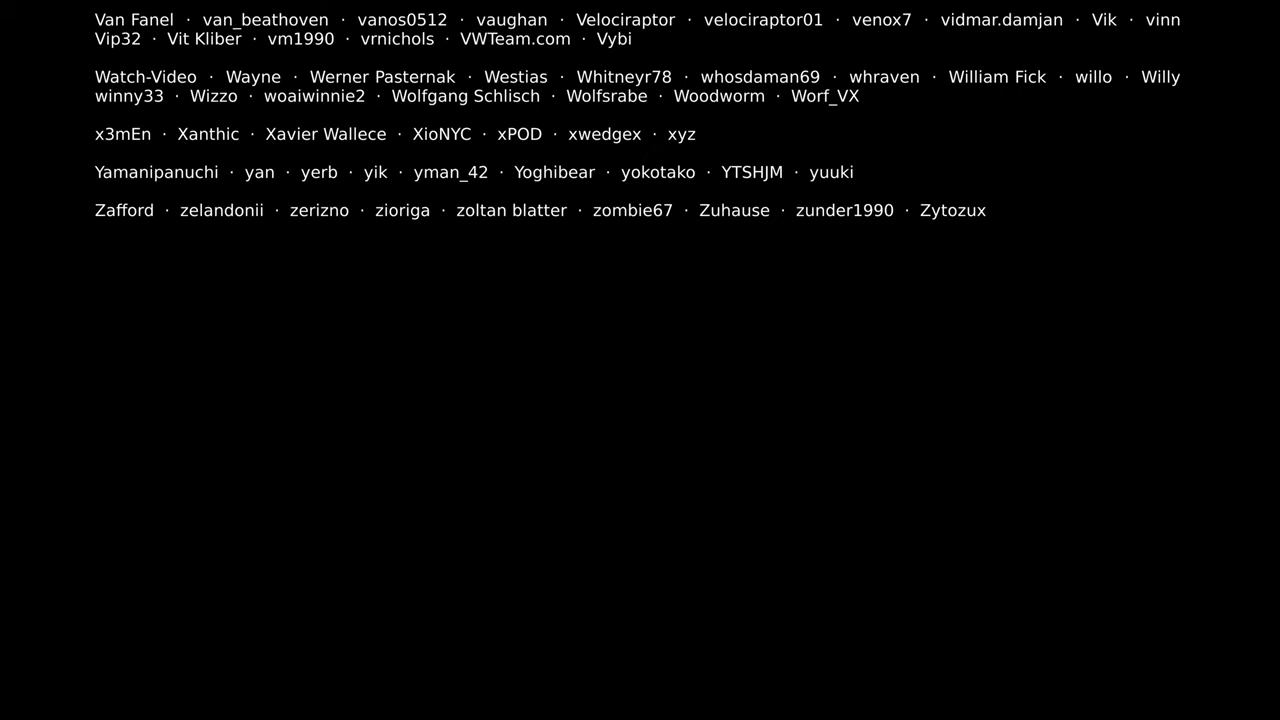 Van Fanel · van_beathoven · vanos0512 · vaughan · Velociraptor · velociraptor01 · venox7 · vidmar.damjan · Vik · vinn
Vip32 · Vit Kliber · vm1990 · vrnichols · VWTeam.com · Vybi
Watch-Video · Wayne · Werner Pasternak · Westias · Whitneyr78 · whosdaman69 · whraven · William Fick · willo · Willy
winny33 · Wizzo · woaiwinnie2 · Wolfgang Schlisch · Wolfsrabe · Woodworm · Worf_VX
x3mEn · Xanthic · Xavier Wallece · XioNYC · xPOD · xwedgex · xyz
Yamanipanuchi · yan · yerb · yik · yman_42 · Yoghibear · yokotako · YTSHJM · yuuki
Zafford · zelandonii · zerizno · zioriga · zoltan blatter · zombie67 · Zuhause · zunder1990 · Zytozux